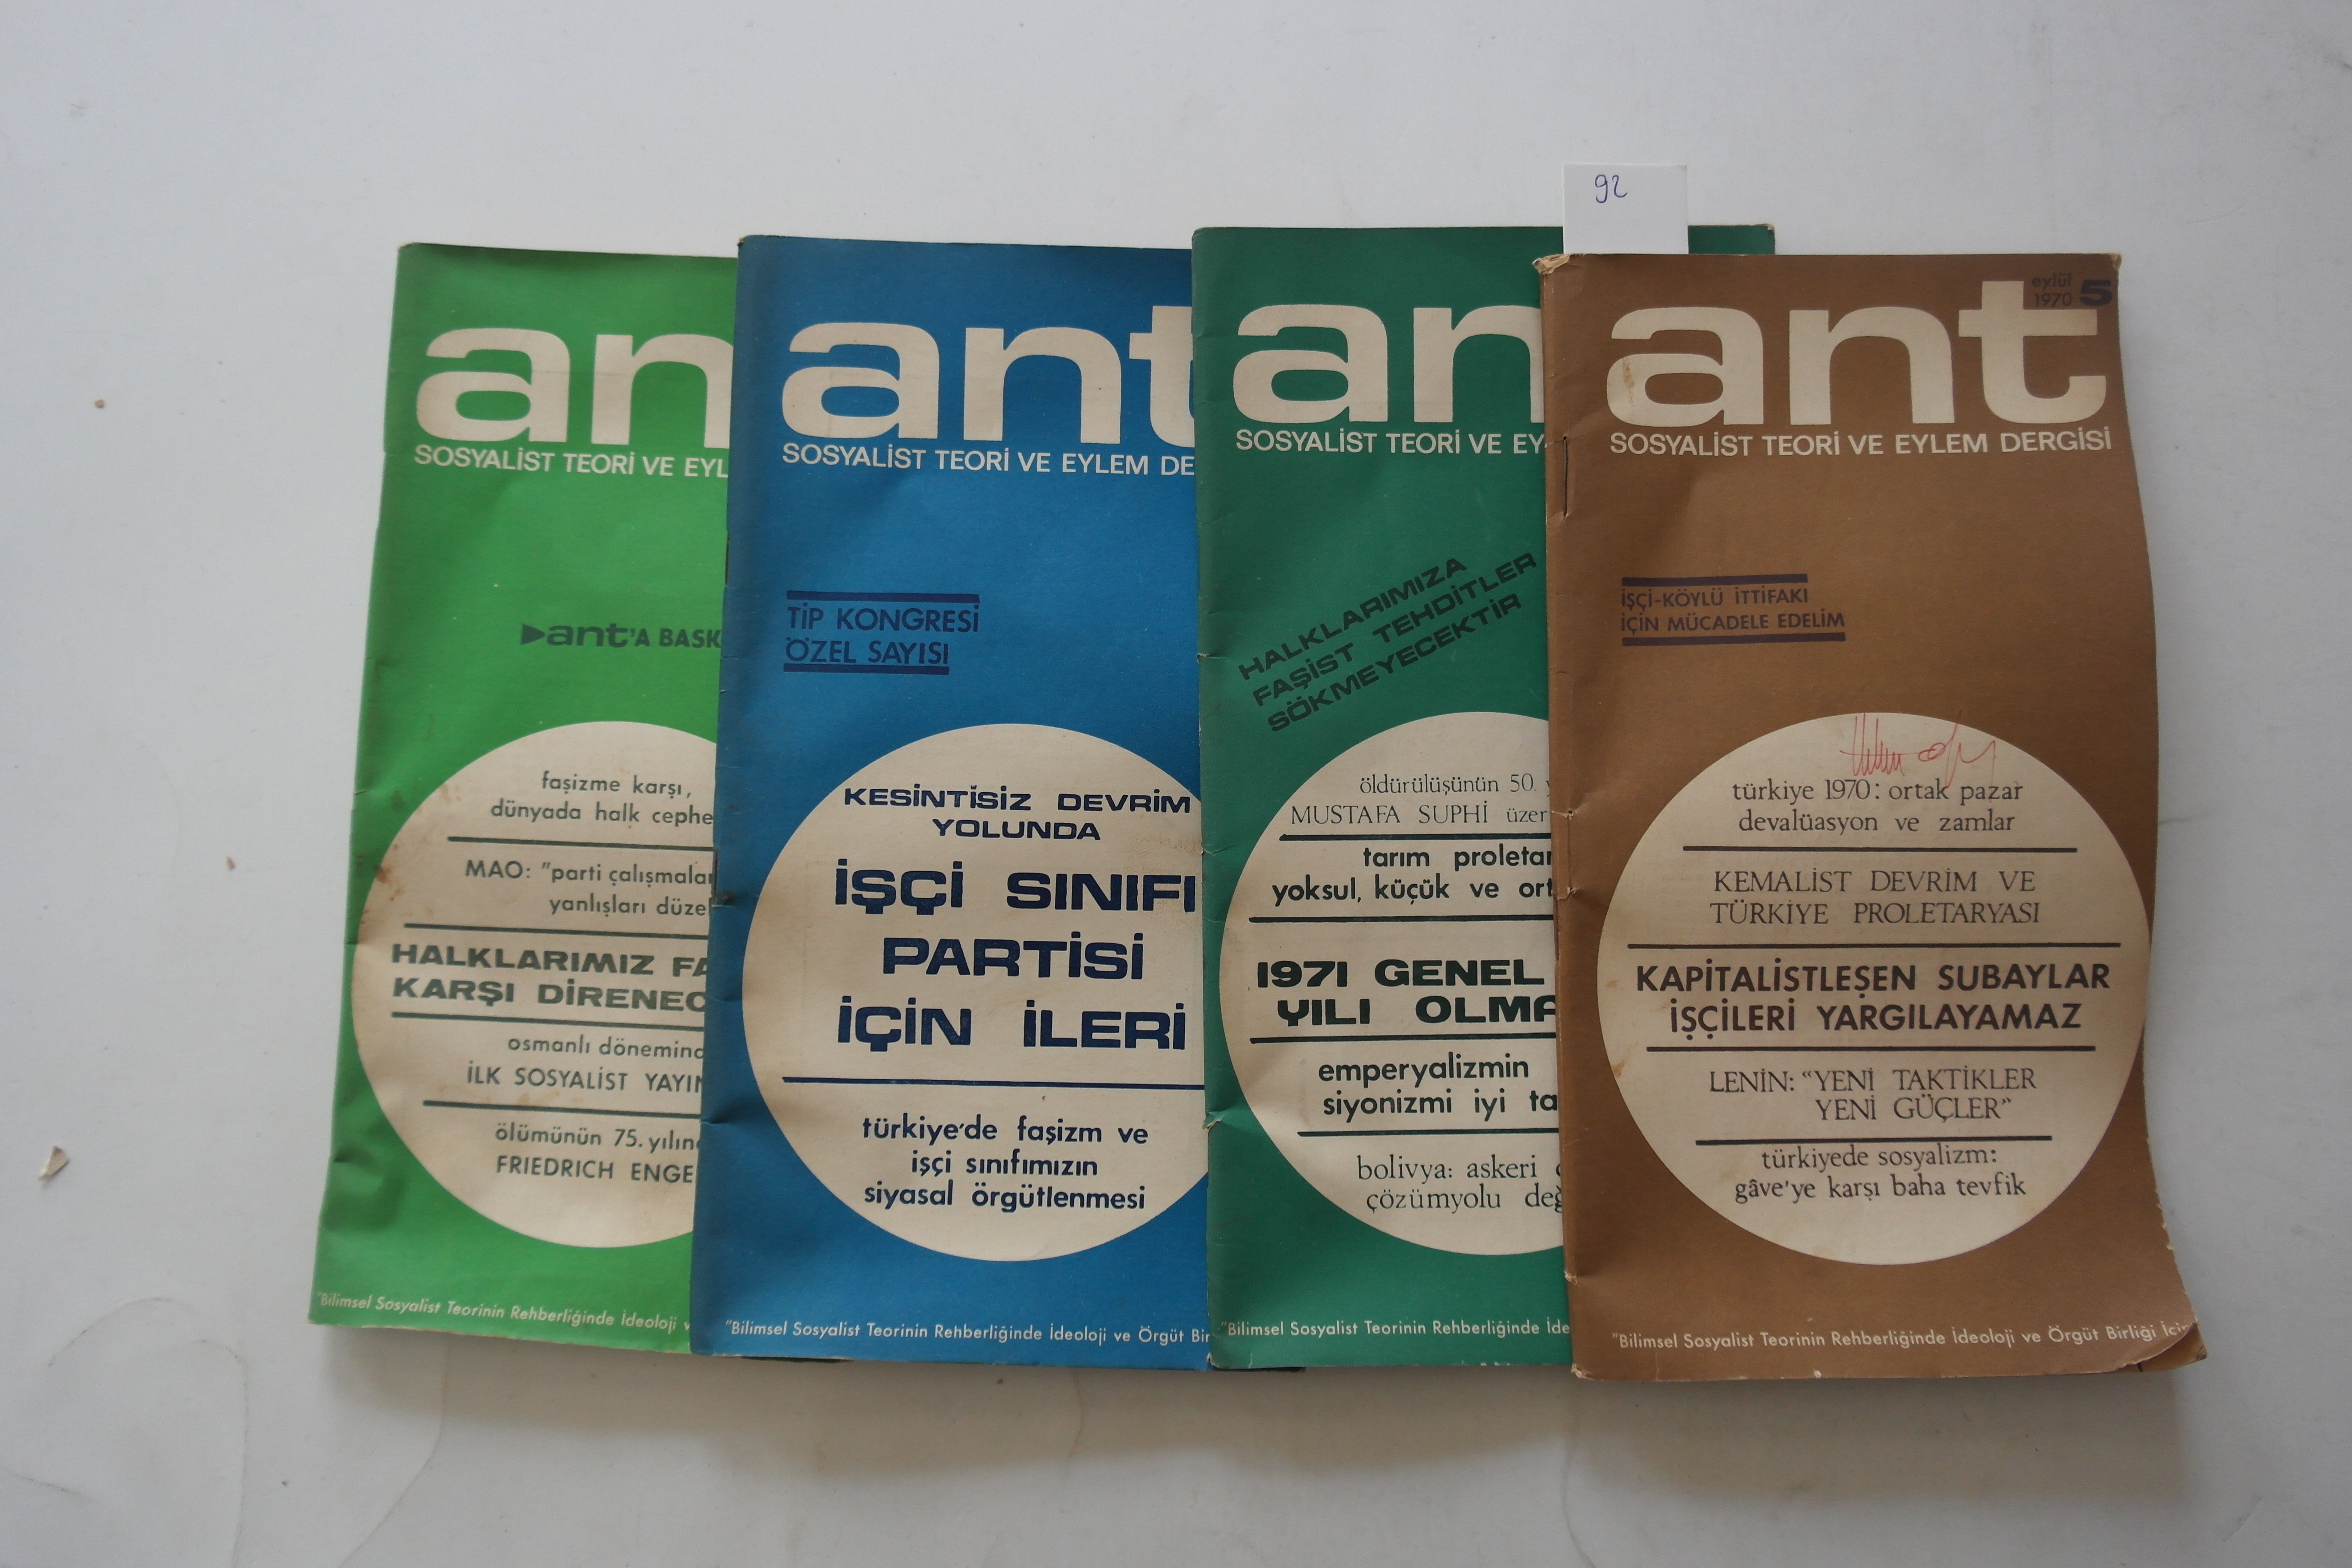 92
an
SOSYALİST TEORİ VE EYL
▶ant'A BASK
faşizme karşı,
dünyada halk cephe
MAO: "parti çalışmalar
yanlışları düzel
HALKLARIMIZ FA
KARŞI DİRENEC
osmanlı dönemind
İLK SOSYALİST YAYIN
ölümünün 75. yılınd
FRIEDRICH ENGE
"Bilimsel Sosyalist Teorinin Rehberliğinde İdeoloji v
ant
SOSYALİST TEORİ VE EYLEM DE
TİP KONGRESİ
ÖZEL SAYISI
KESİNTİSİZ DEVRİM
YOLUNDA
İŞÇİ SINIFI
PARTİSİ
İÇİN İLERİ
türkiye'de faşizm ve
işçi sınıfımızın
siyasal örgütlenmesi
"Bilimsel Sosyalist Teorinin Rehberliğinde İdeoloji ve Örgüt Bir
an
SOSYALİST TEORİ VE EY
HALKLARIMIZA
FAŞİST TEHDİTLER
SÖKMEYECEKTİR
öldürülüşünün 50. y
MUSTAFA SUPHİ üzer
tarım proletar
yoksul, küçük ve ort
1971 GENEL
YILI OLMA
emperyalizmin
siyonizmi iyi ta
bolivya: askeri
çözümyolu değ
"Bilimsel Sosyalist Teorinin Rehberliğinde İde
eylül
1970 5
ant
SOSYALİST TEORİ VE EYLEM DERGİSİ
İŞÇİ-KÖYLÜ İTTİFAKI
İÇİN MÜCADELE EDELİM
türkiye 1970: ortak pazar
devalüasyon ve zamlar
KEMALİST DEVRİM VE
TÜRKİYE PROLETARYASI
KAPİTALİSTLEŞEN SUBAYLAR
İŞÇİLERİ YARGILAYAMAZ
LENİN: "YENİ TAKTİKLER
YENİ GÜÇLER"
türkiyede sosyalizm:
gâve'ye karşı baha tevfik
"Bilimsel Sosyalist Teorinin Rehberliğinde İdeoloji ve Örgüt Birliği İçin